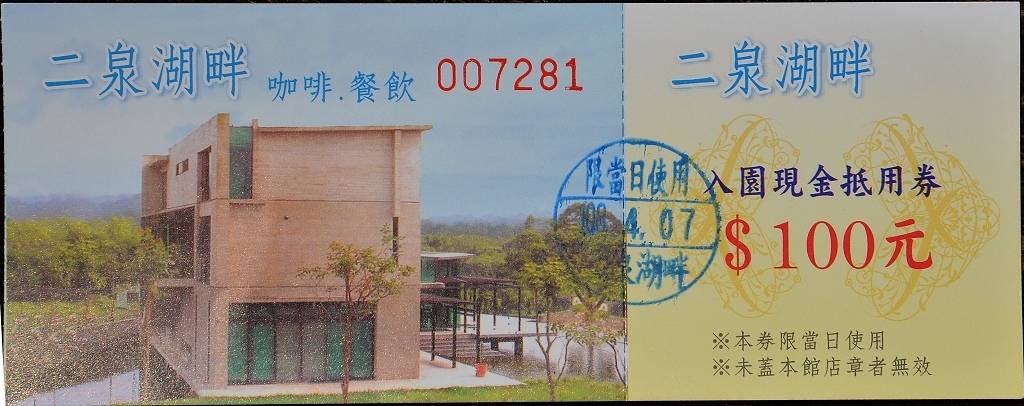 二泉湖畔 咖啡.餐飲 007281
二泉湖畔
入園現金抵用券
$100元
限當日使用
4.07
泉湖畔
※本券限當日使用
※未蓋本館店章者無效